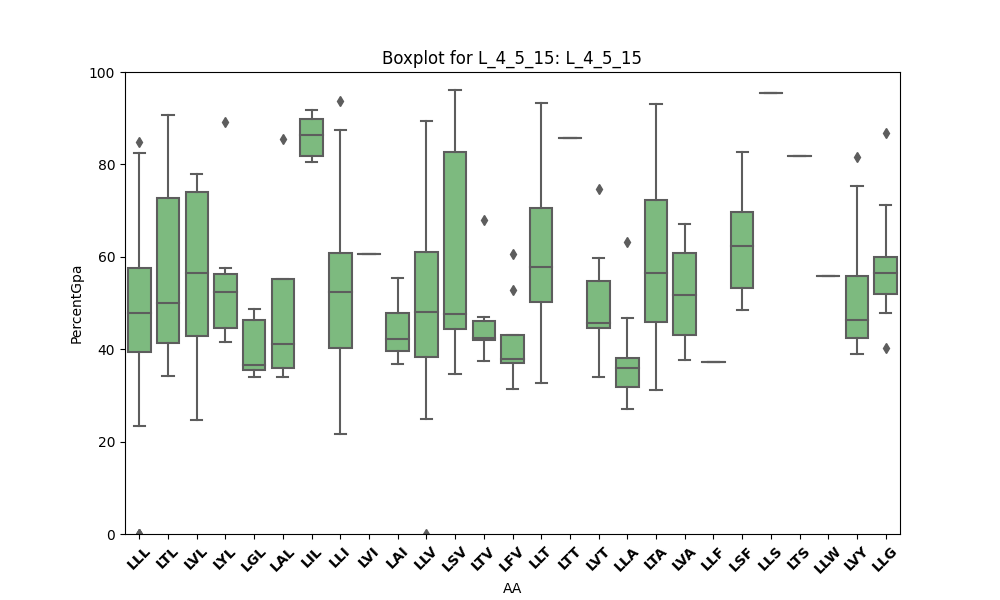 Boxplot for L_4_5_15: L_4_5_15
100
80
60
40
20
0
PercentGpa
LLL LTL LVL LYL LGL LAL LIL LLI LVI LAI LLV LSV LTV LFV LLT LTT LVT LLA LTA LVA LLF LSF LLS LTS LLW LVY LLG
AA